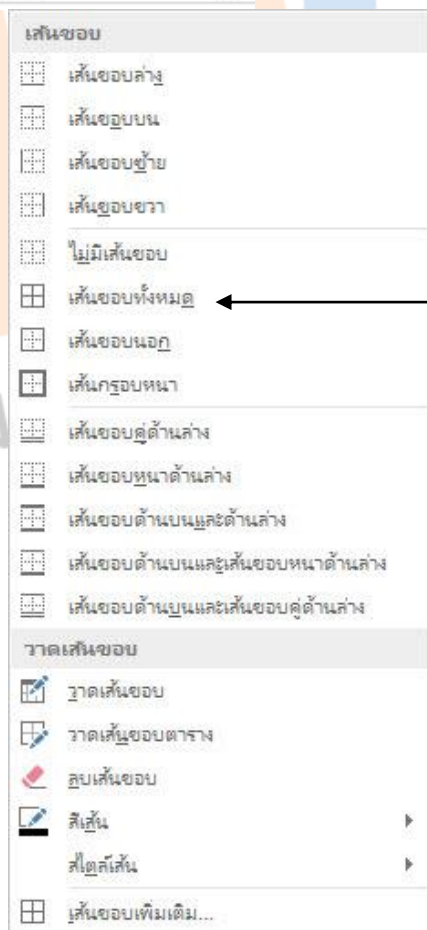 เส้นขอบ
เส้นขอบล่าง
เส้นขอบบน
เส้นขอบซ้าย
เส้นขอบขวา
ไม่มีเส้นขอบ
เส้นขอบทั้งหมด
เส้นขอบนอก
เส้นกรอบหนา
เส้นขอบคู่ด้านล่าง
เส้นขอบหนาด้านล่าง
เส้นขอบด้านบนและด้านล่าง
เส้นขอบด้านบนและเส้นขอบหนาด้านล่าง
เส้นขอบด้านบนและเส้นขอบคู่ด้านล่าง
วาดเส้นขอบ
วาดเส้นขอบ
วาดเส้นขอบตาราง
ลบเส้นขอบ
สีเส้น
สไตล์เส้น
เส้นขอบเพิ่มเติม...